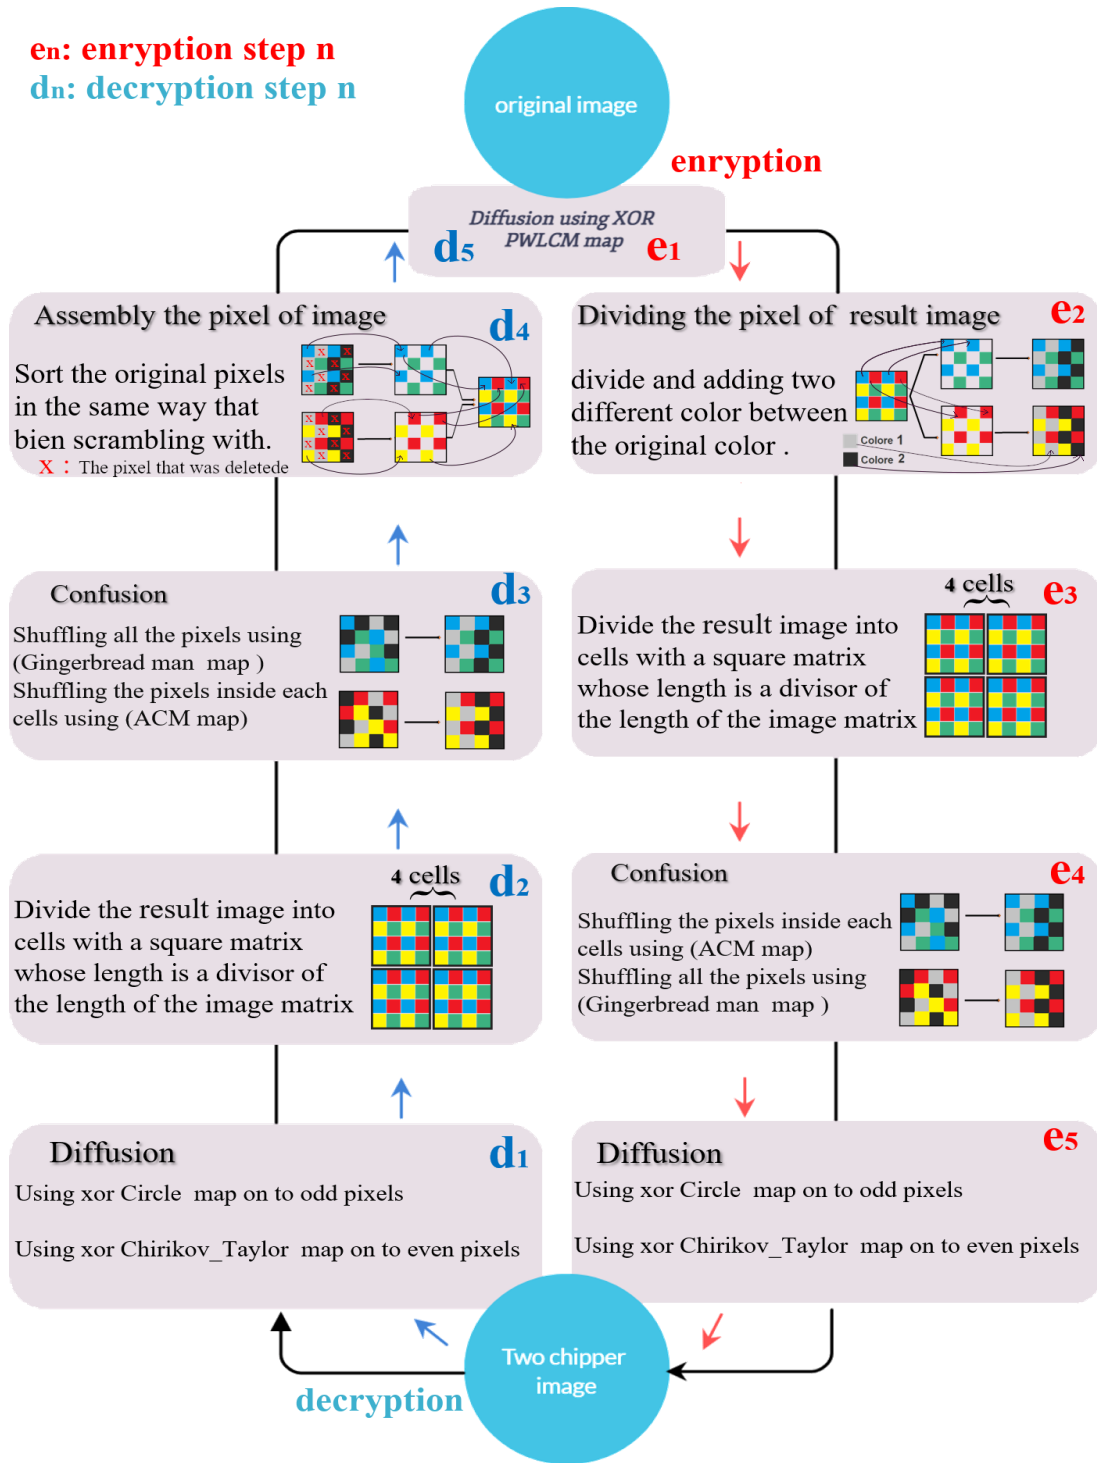 en: enryption step n
dn: decryption step n
original image
enryption
Diffusion using XOR
PWLCM map
d5
e1
Assembly the pixel of image
d4
Sort the original pixels
in the same way that
bien scrambling with.
X : The pixel that was deletede
x x
x x
x x
x x
x x
x x
x x
x x
Dividing the pixel of result image
e2
divide and adding two
different color between
the original color .
Colore 1
Colore 2
Confusion
d3
Shuffling all the pixels using
(Gingerbread man map )
Shuffling the pixels inside each
cells using (ACM map)
4 cells
e3
Divide the result image into
cells with a square matrix
whose length is a divisor of
the length of the image matrix
4 cells
d2
Divide the result image into
cells with a square matrix
whose length is a divisor of
the length of the image matrix
Confusion
e4
Shuffling the pixels inside each
cells using (ACM map)
Shuffling all the pixels using
(Gingerbread man map )
Diffusion
d1
Using xor Circle map on to odd pixels
Using xor Chirikov_Taylor map on to even pixels
Diffusion
e5
Using xor Circle map on to odd pixels
Using xor Chirikov_Taylor map on to even pixels
Two chipper
image
decryption